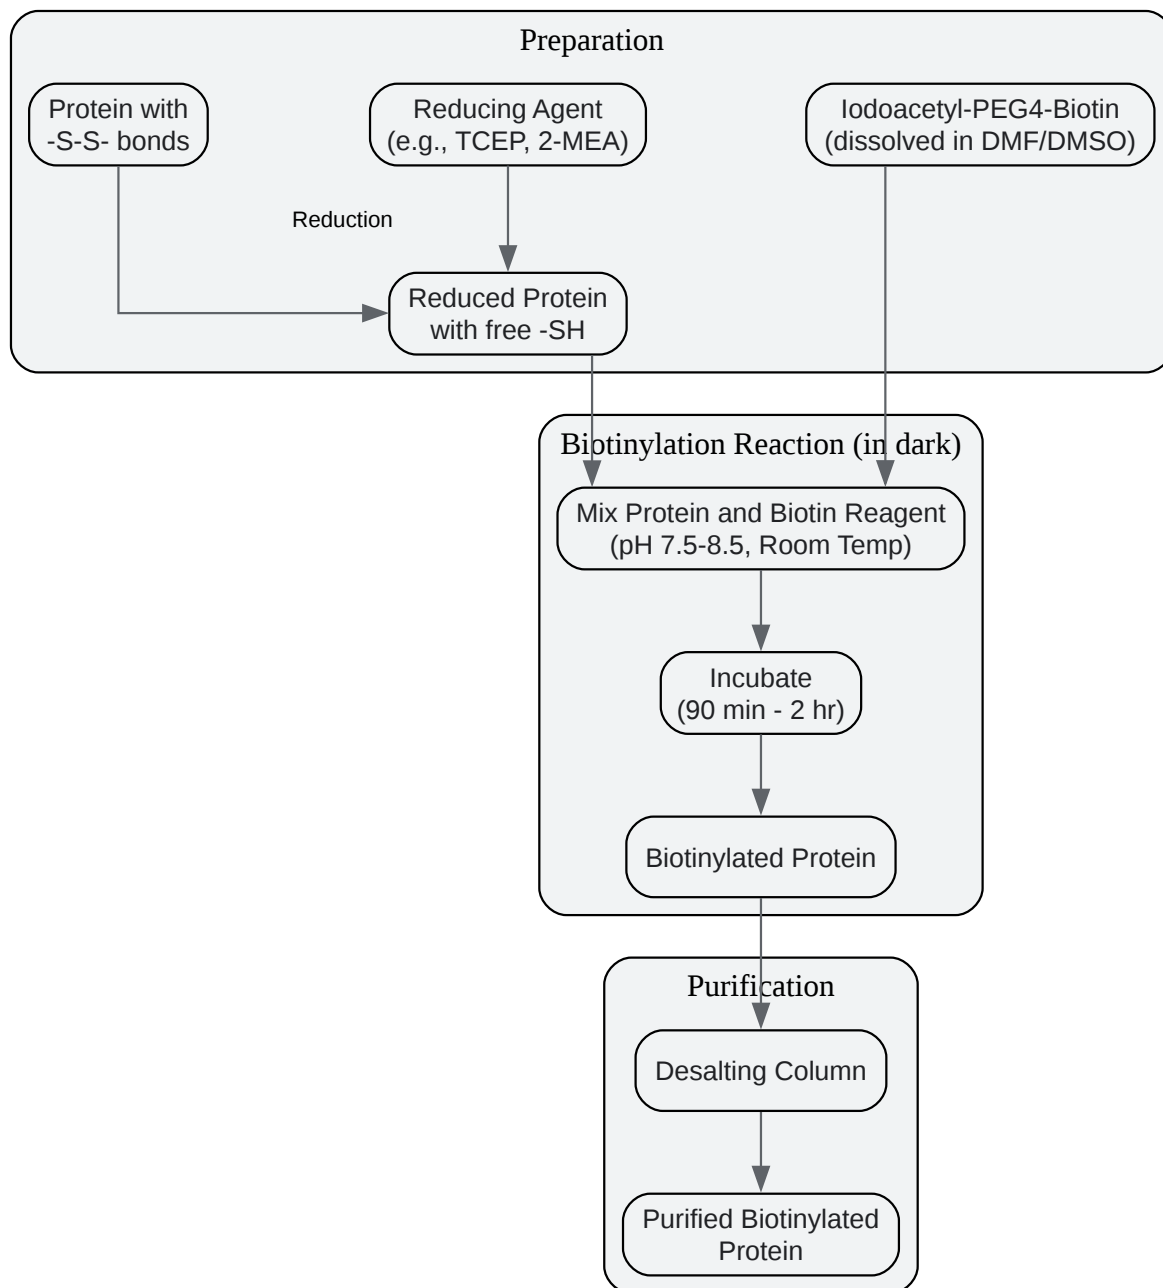 Preparation
Protein with
-S-S- bonds
Reducing Agent
(e.g., TCEP, 2-MEA)
Iodoacetyl-PEG4-Biotin
(dissolved in DMF/DMSO)
Reduction
Reduced Protein
with free -SH
Biotinylation Reaction (in dark)
Mix Protein and Biotin Reagent
(pH 7.5-8.5, Room Temp)
Incubate
(90 min - 2 hr)
Biotinylated Protein
Purification
Desalting Column
Purified Biotinylated
Protein